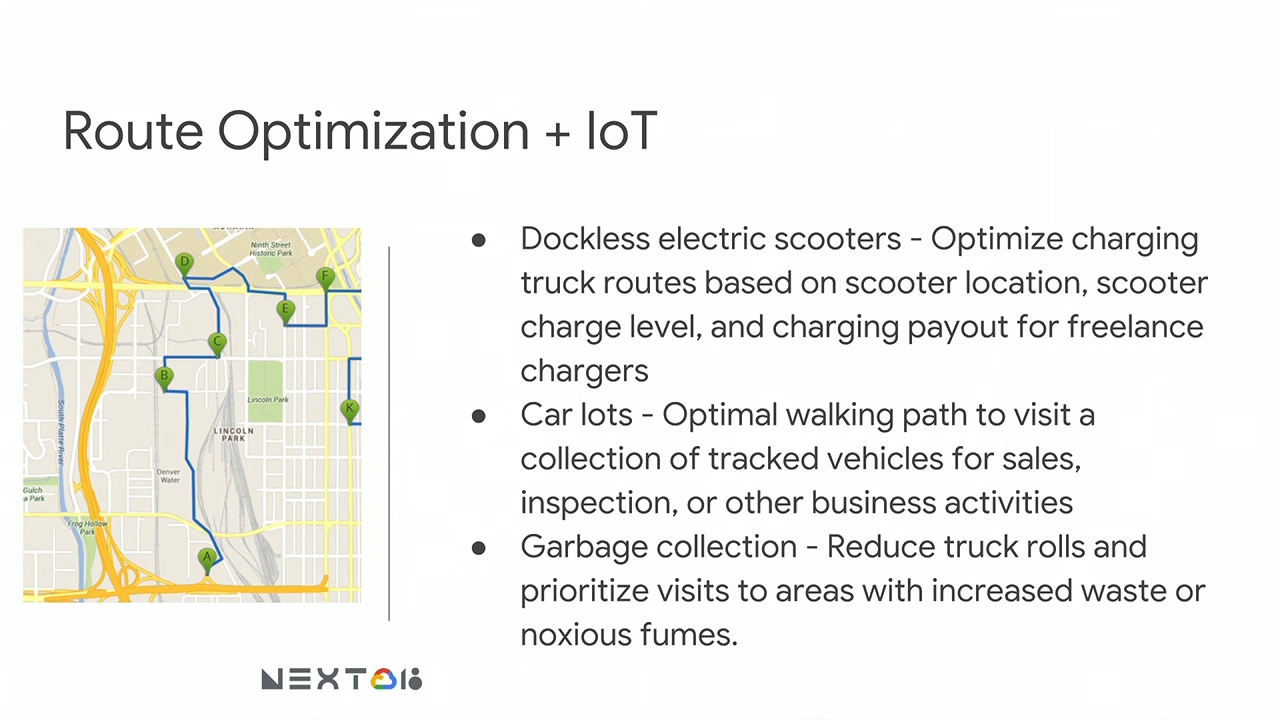 Route Optimization + IoT
● Dockless electric scooters - Optimize charging
truck routes based on scooter location, scooter
charge level, and charging payout for freelance
chargers
● Car lots - Optimal walking path to visit a
collection of tracked vehicles for sales,
inspection, or other business activities
● Garbage collection - Reduce truck rolls and
prioritize visits to areas with increased waste or
noxious fumes.
Ninth Street
Historic Park
D
F
E
C
B
Lincoln Park
K
LINCOLN
PARK
South Platte River
Denver
Water
Gulch
a Park
Frog Hollow
Park
A
NEXT 18